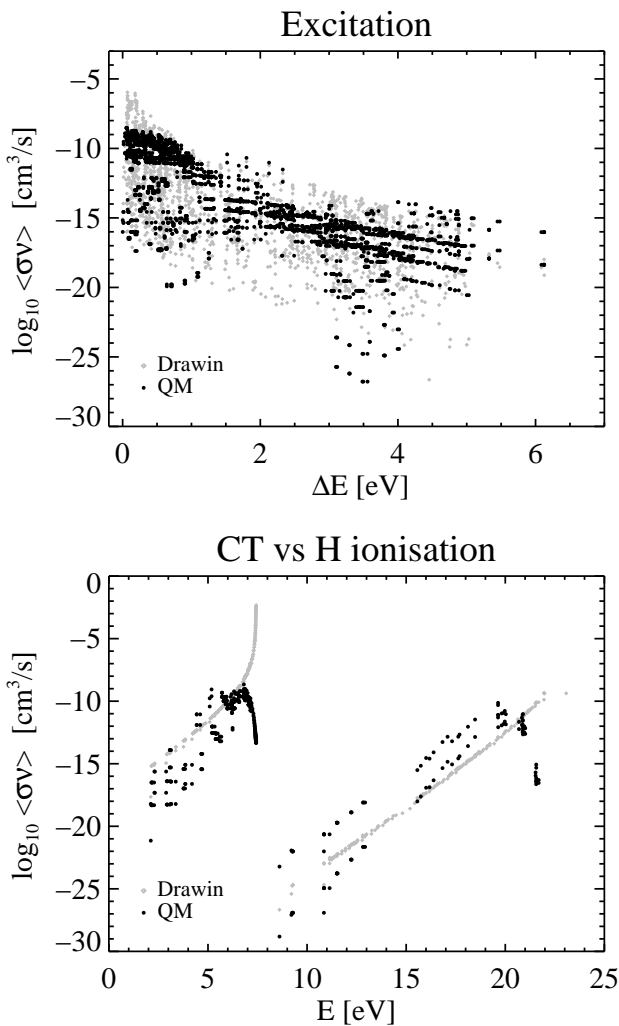 Excitation
−5
−10
−15
−20
−25
−30
log₁₀ <σν> [cm³/s]
Drawin
QM
0 2 4 6
ΔE [eV]
CT vs H ionisation
0
−5
−10
−15
−20
−25
−30
log₁₀ <σν> [cm³/s]
Drawin
QM
0 5 10 15 20 25
E [eV]